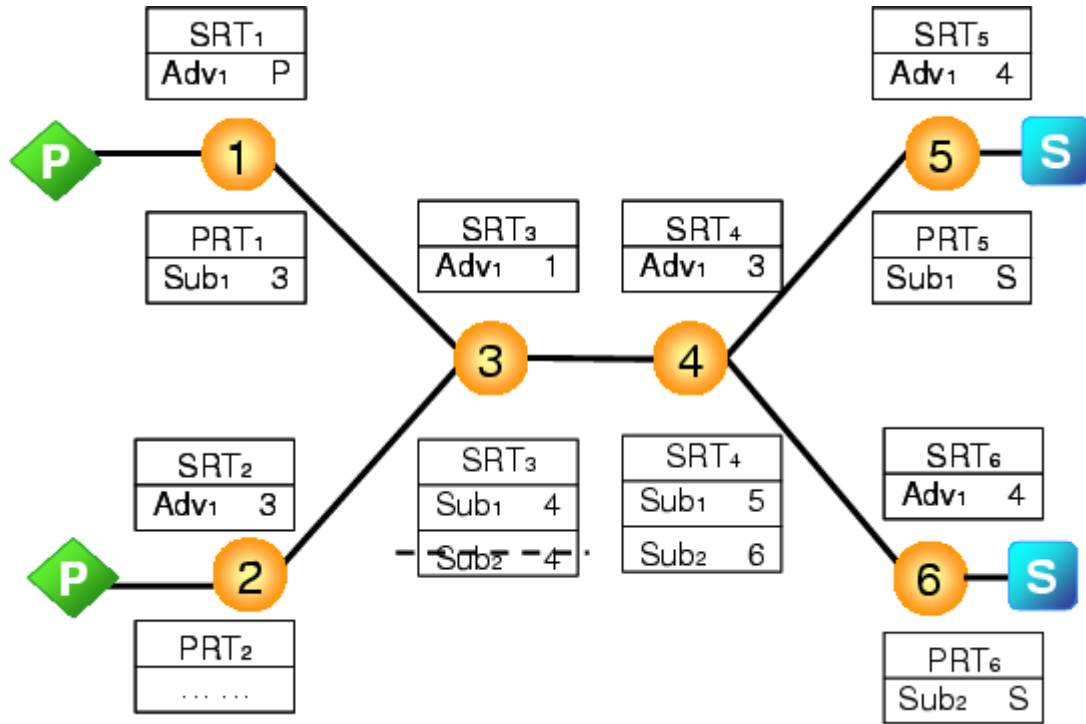 SRT₁
Adv₁ P
SRT₅
Adv₁ 4
P
1
5
S
PRT₁
Sub₁ 3
SRT₃
Adv₁ 1
SRT₄
Adv₁ 3
PRT₅
Sub₁ S
3
4
SRT₂
Adv₁ 3
SRT₃
Sub₁ 4
Sub₂ 4
SRT₄
Sub₁ 5
Sub₂ 6
SRT₆
Adv₁ 4
P
2
6
S
PRT₂
... ...
PRT₆
Sub₂ S